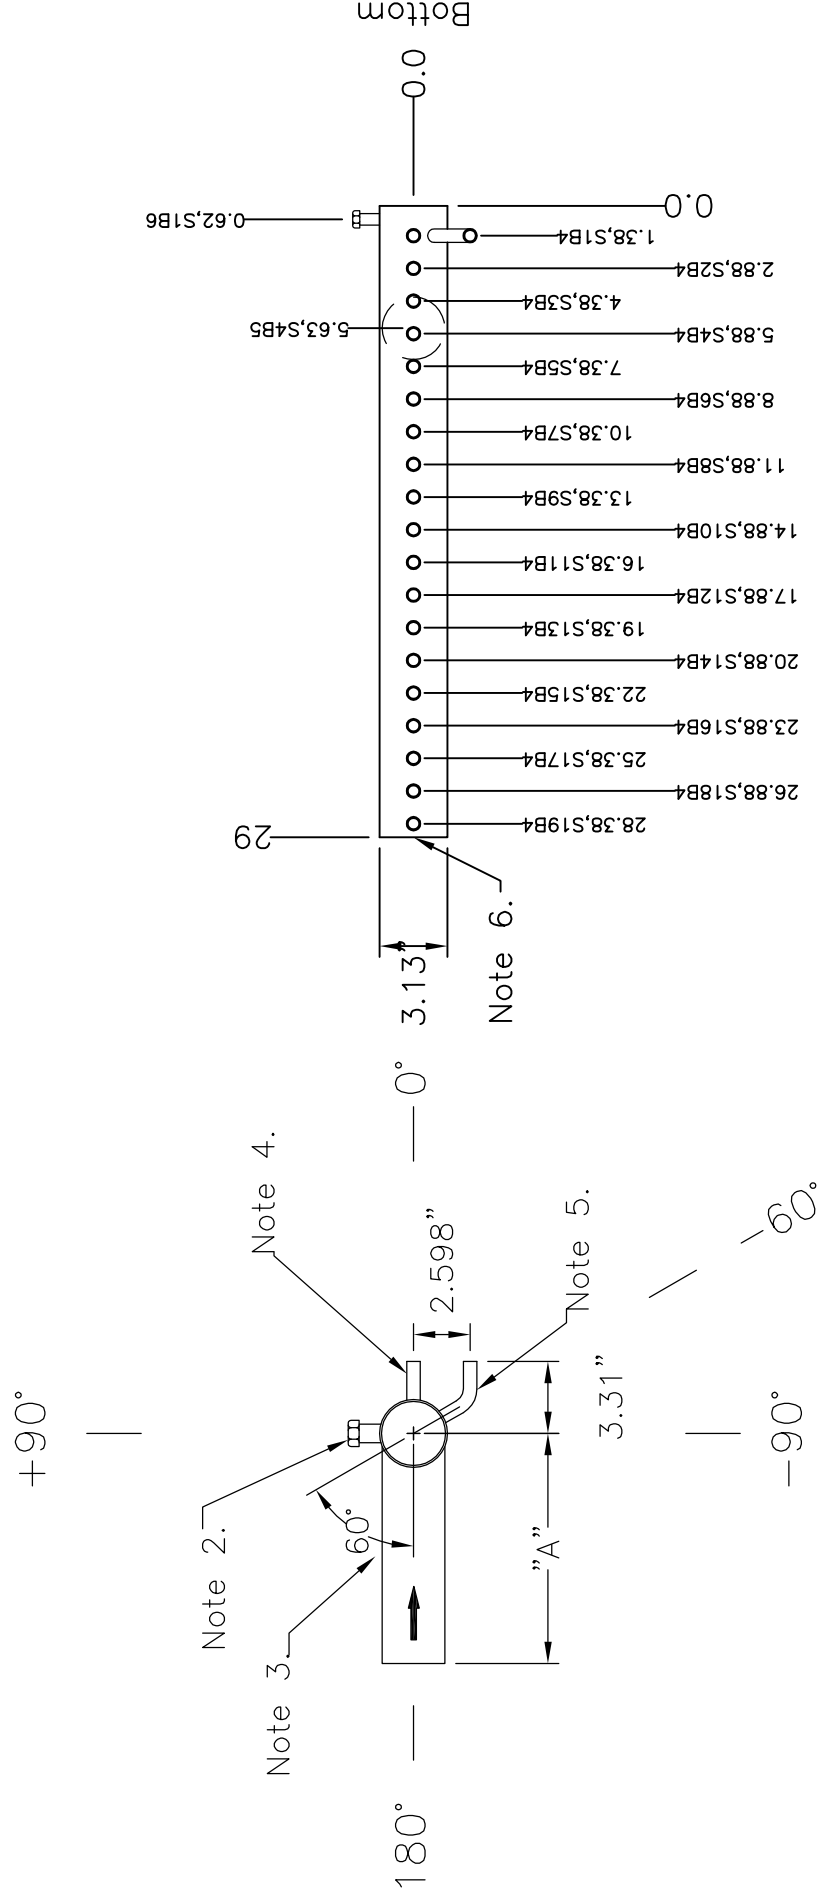 Bottom
0.0
0.0
0.62,S1B6
1.38,S1B4
2.88,S2B4
4.38,S3B4
5.63,S4B5
5.88,S4B4
7.38,S5B4
8.88,S6B4
10.38,S7B4
11.88,S8B4
13.38,S9B4
14.88,S10B4
16.38,S11B4
17.88,S12B4
19.38,S13B4
20.88,S14B4
22.38,S15B4
23.88,S16B4
25.38,S17B4
26.88,S18B4
28.38,S19B4
29
3.13"
Note 6.
0°
Note 4.
2.598"
Note 5.
-60°
3.31"
+90°
-90°
Note 2.
60°
"A"
Note 3.
180°